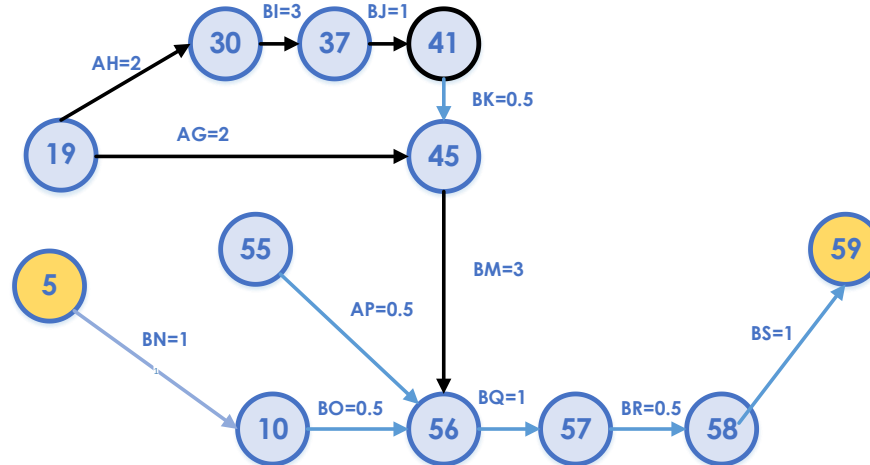 BI=3
BJ=1
30
37
41
AH=2
BK=0.5
AG=2
19
45
55
59
5
BM=3
AP=0.5
BN=1
BS=1
1
BO=0.5
BQ=1
BR=0.5
10
56
57
58